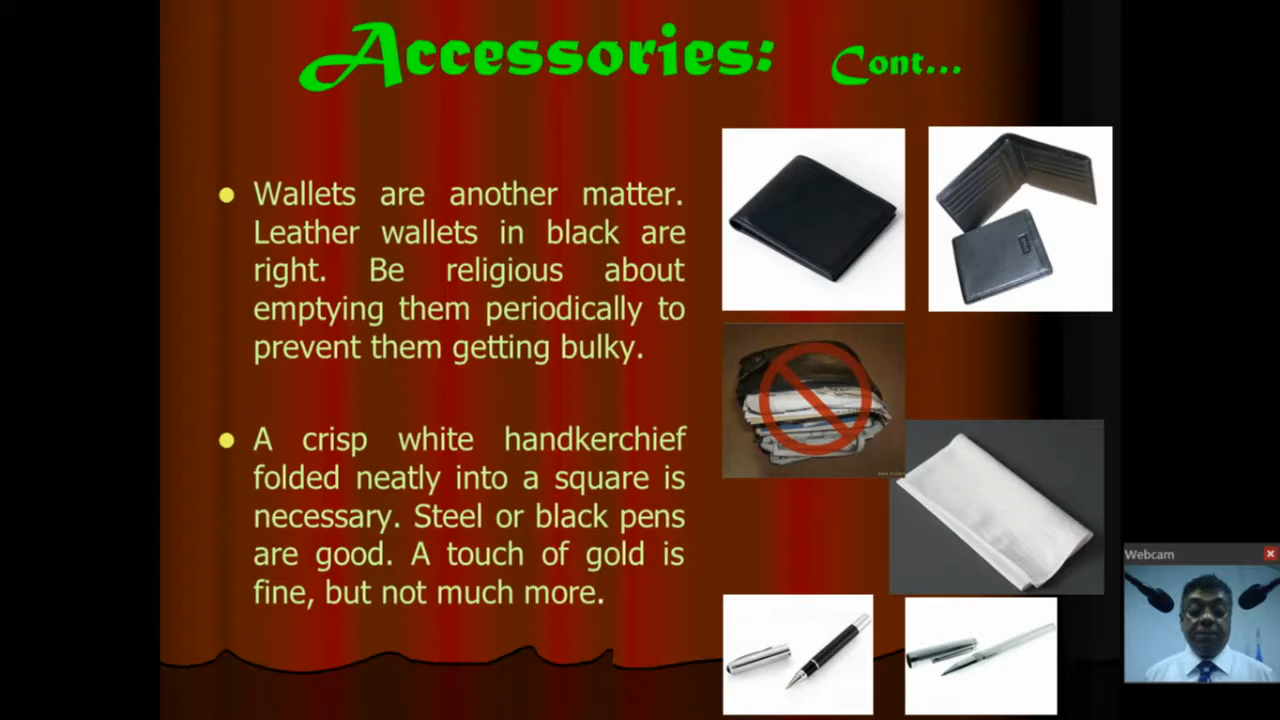 Accessories: Cont...
Wallets are another matter.
Leather wallets in black are
right. Be religious about
emptying them periodically to
prevent them getting bulky.
A crisp white handkerchief
folded neatly into a square is
necessary. Steel or black pens
are good. A touch of gold is
fine, but not much more.
Webcam